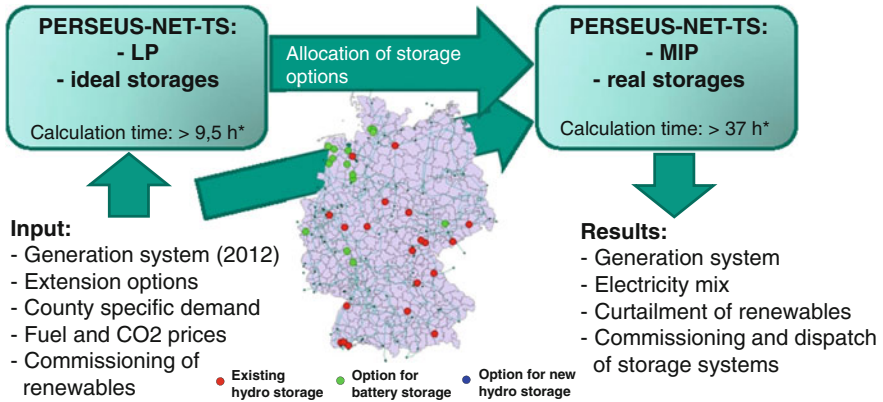 PERSEUS-NET-TS:
- LP
- ideal storages
Calculation time: > 9,5 h*
Allocation of storage
options
PERSEUS-NET-TS:
- MIP
- real storages
Calculation time: > 37 h*
Input:
- Generation system (2012)
- Extension options
- County specific demand
- Fuel and CO2 prices
- Commissioning of
renewables
Existing
hydro storage
Option for
battery storage
Option for new
hydro storage
Results:
- Generation system
- Electricity mix
- Curtailment of renewables
- Commissioning and dispatch
of storage systems